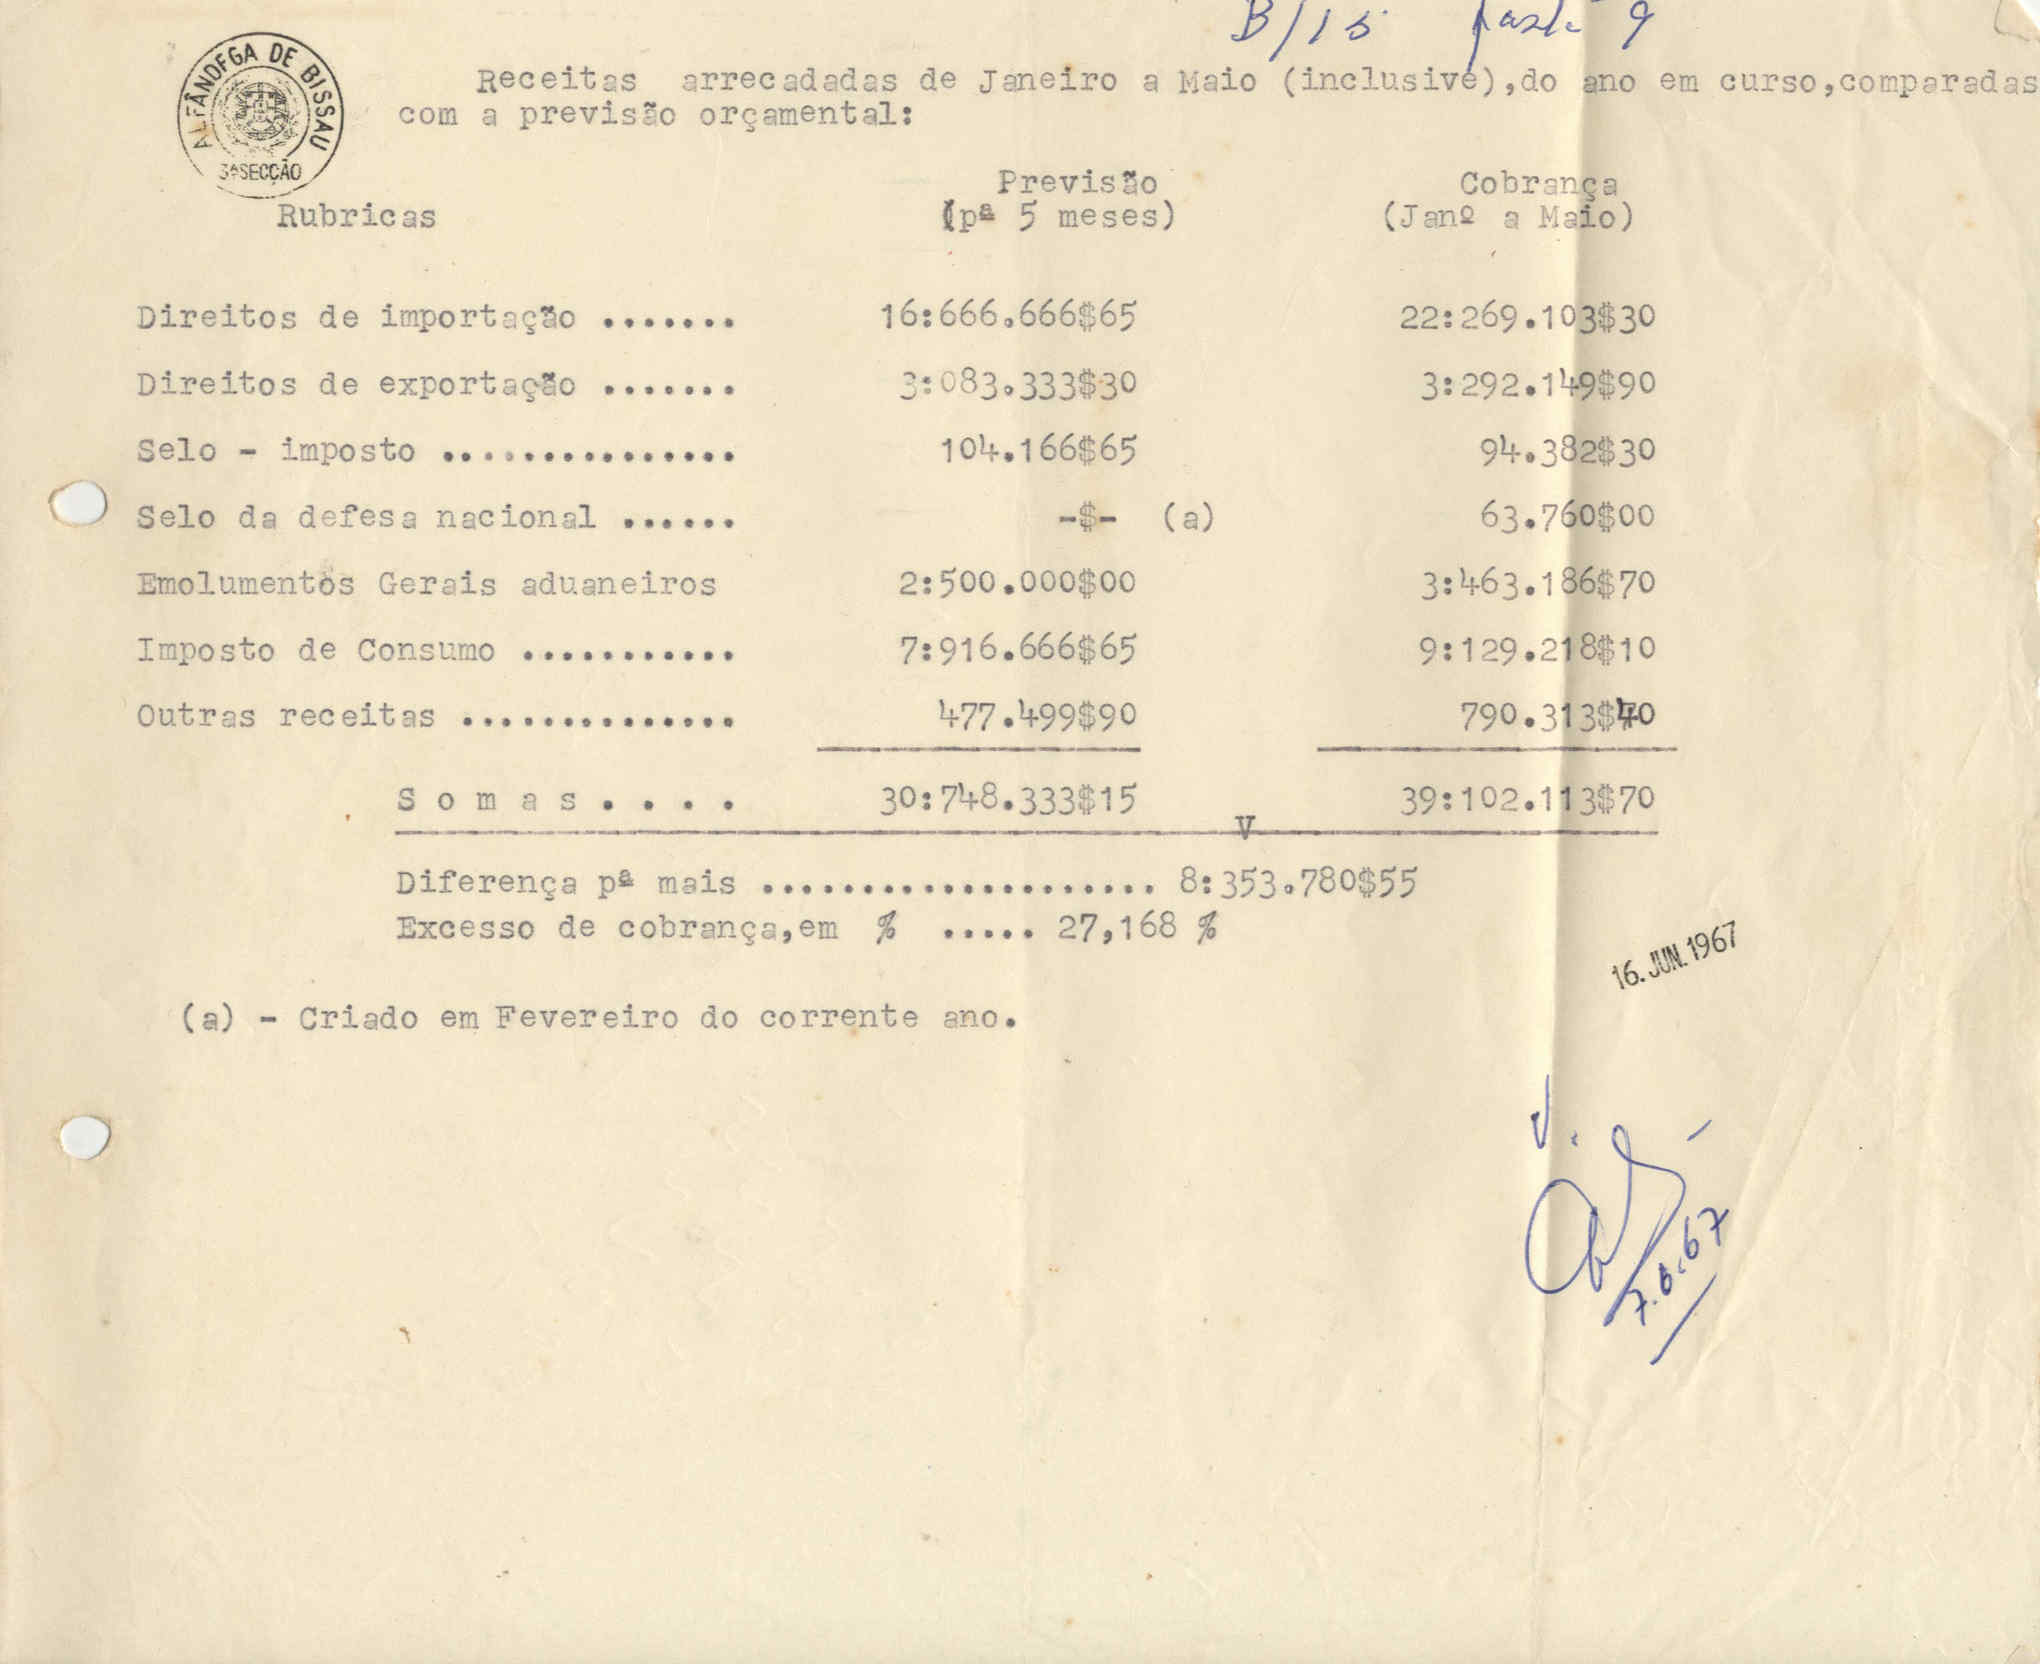 B/15 pasta 9
ALFÂNDEGA DE BISSAU
3ª SECÇÃO
Receitas arrecadadas de Janeiro a Maio (inclusive),do ano em curso,comparadas
com a previsão orçamental:
Previsão Cobrança
Rubricas (pª 5 meses) (Janº a Maio)
Direitos de importação ....... 16:666.666$65 22:269.103$30
Direitos de exportação ....... 3:083.333$30 3:292.149$90
Selo - imposto ............... 104.166$65 94.382$30
Selo da defesa nacional ...... -$- (a) 63.760$00
Emolumentos Gerais aduaneiros 2:500.000$00 3:463.186$70
Imposto de Consumo ........... 7:916.666$65 9:129.218$10
Outras receitas .............. 477.499$90 790.313$40
S o m a s . . . . 30:748.333$15 39:102.113$70
V
Diferença pª mais .................... 8:353.780$55
Excesso de cobrança,em % ..... 27,168 %
16. JUN. 1967
(a) - Criado em Fevereiro do corrente ano.
V.
7.6.67